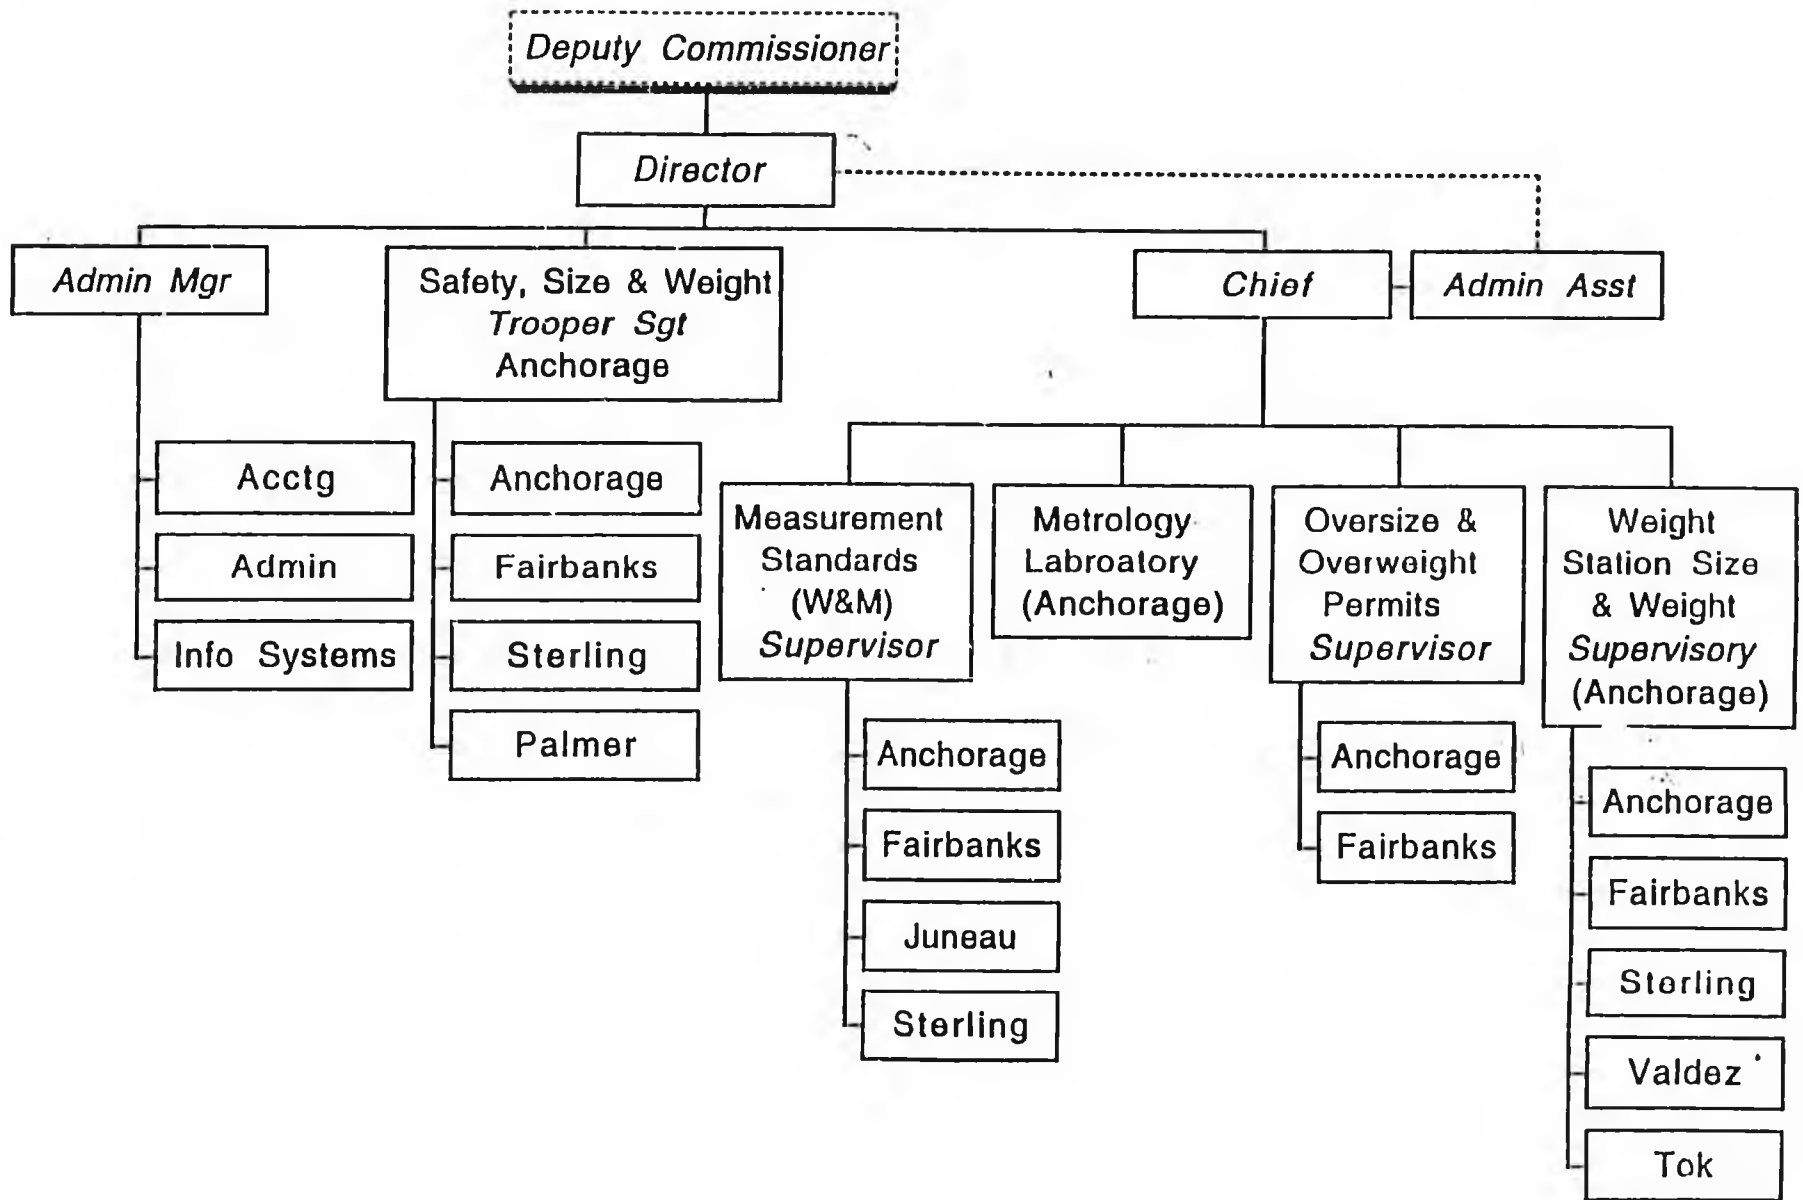 Deputy Commissioner
Director
Admin Mgr
Safety, Size & Weight
Trooper Sgt
Anchorage
Chief
Admin Asst
Acctg
Admin
Info Systems
Anchorage
Fairbanks
Sterling
Palmer
Measurement
Standards
(W&M)
Supervisor
Metrology
Labroatory
(Anchorage)
Oversize &
Overweight
Permits
Supervisor
Weight
Station Size
& Weight
Supervisory
(Anchorage)
Anchorage
Fairbanks
Juneau
Sterling
Anchorage
Fairbanks
Anchorage
Fairbanks
Sterling
Valdez
Tok